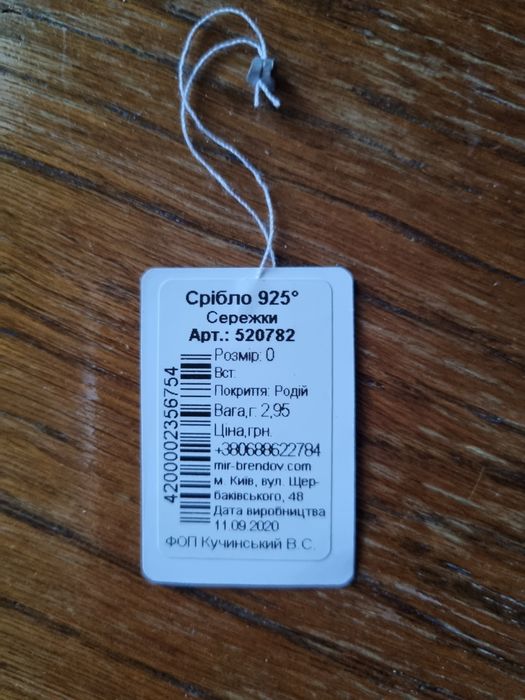 Срібло 925°
Сережки
Арт.: 520782
Розмір: 0
Вст:
Покриття: Родій
Вага,г: 2,95
Ціна,грн.
+380688622784
mir-brendov.com
м. Київ, вул. Щер-
баківського, 48
Дата виробництва
11.09.2020
ФОП Кучинський В.С.
4200002356754